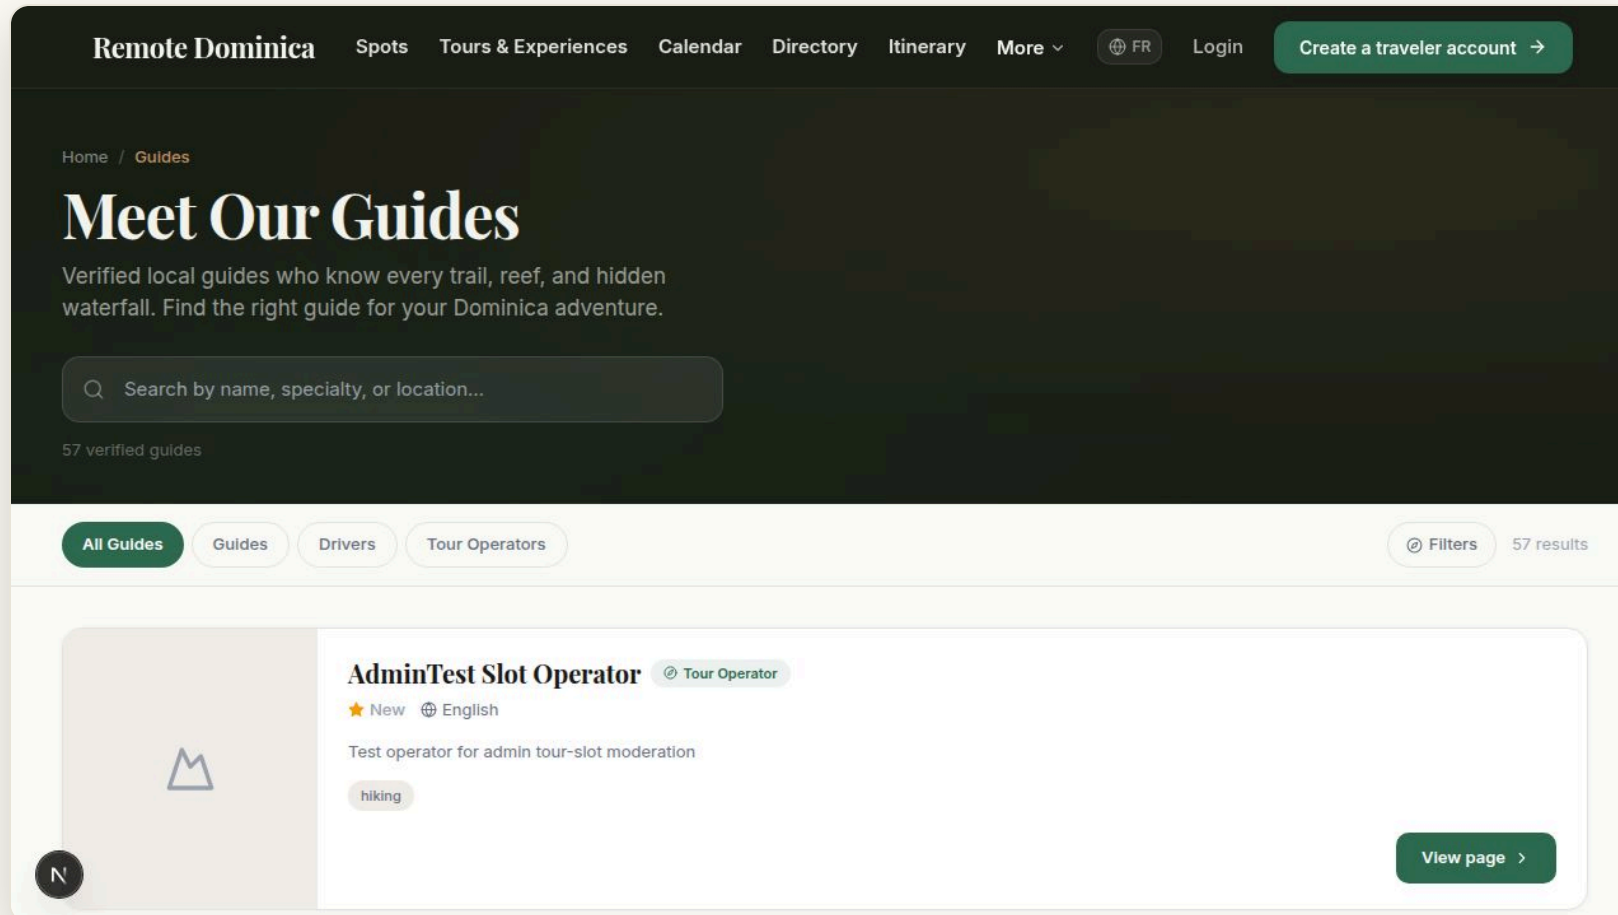 Remote Dominica
Spots
Tours & Experiences
Calendar
Directory
Itinerary
More
FR
Login
Create a traveler account
Home / Guides
Meet Our Guides
Verified local guides who know every trail, reef, and hidden
waterfall. Find the right guide for your Dominica adventure.
Search by name, specialty, or location...
57 verified guides
All Guides
Guides
Drivers
Tour Operators
Filters
57 results
AdminTest Slot Operator
Tour Operator
New
English
Test operator for admin tour-slot moderation
hiking
View page
N